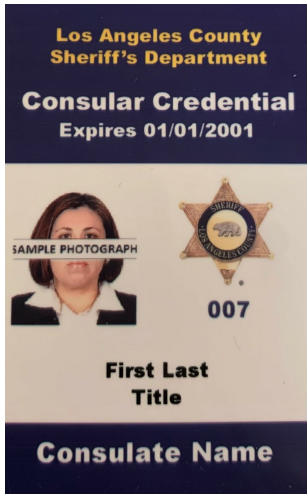 Los Angeles County
Sheriff's Department
Consular Credential
Expires 01/01/2001
SAMPLE PHOTOGRAPH
SHERIFF
LOS ANGELES COUNTY
007
First Last
Title
Consulate Name